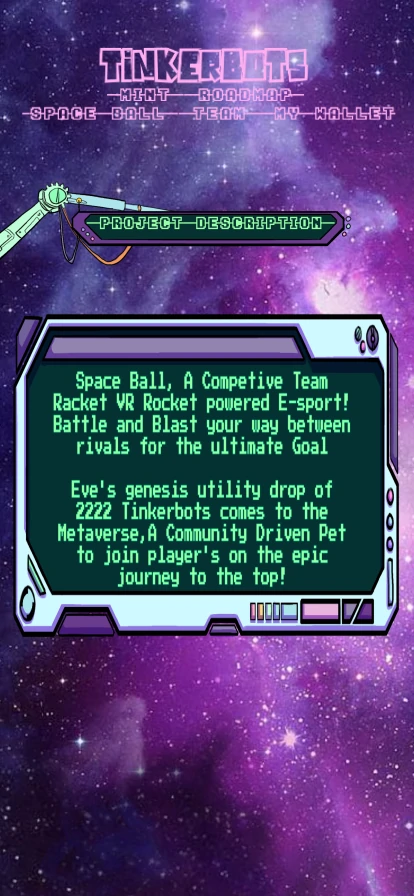 TINKERBOTS
MINT ROADMAP
SPACE BALL TEAM MY WALLET
PROJECT DESCRIPTION
Space Ball, A Competive Team
Racket VR Rocket powered E-sport!
Battle and Blast your way between
rivals for the ultimate Goal
Eve's genesis utility drop of
2222 Tinkerbots comes to the
Metaverse,A Community Driven Pet
to join player's on the epic
journey to the top!